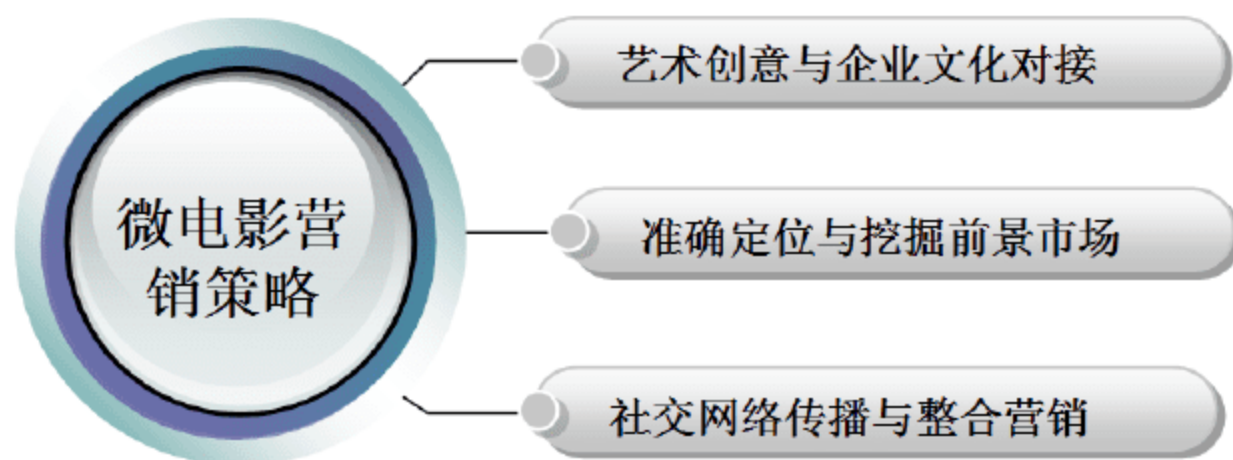 微电影营
销策略
艺术创意与企业文化对接
准确定位与挖掘前景市场
社交网络传播与整合营销